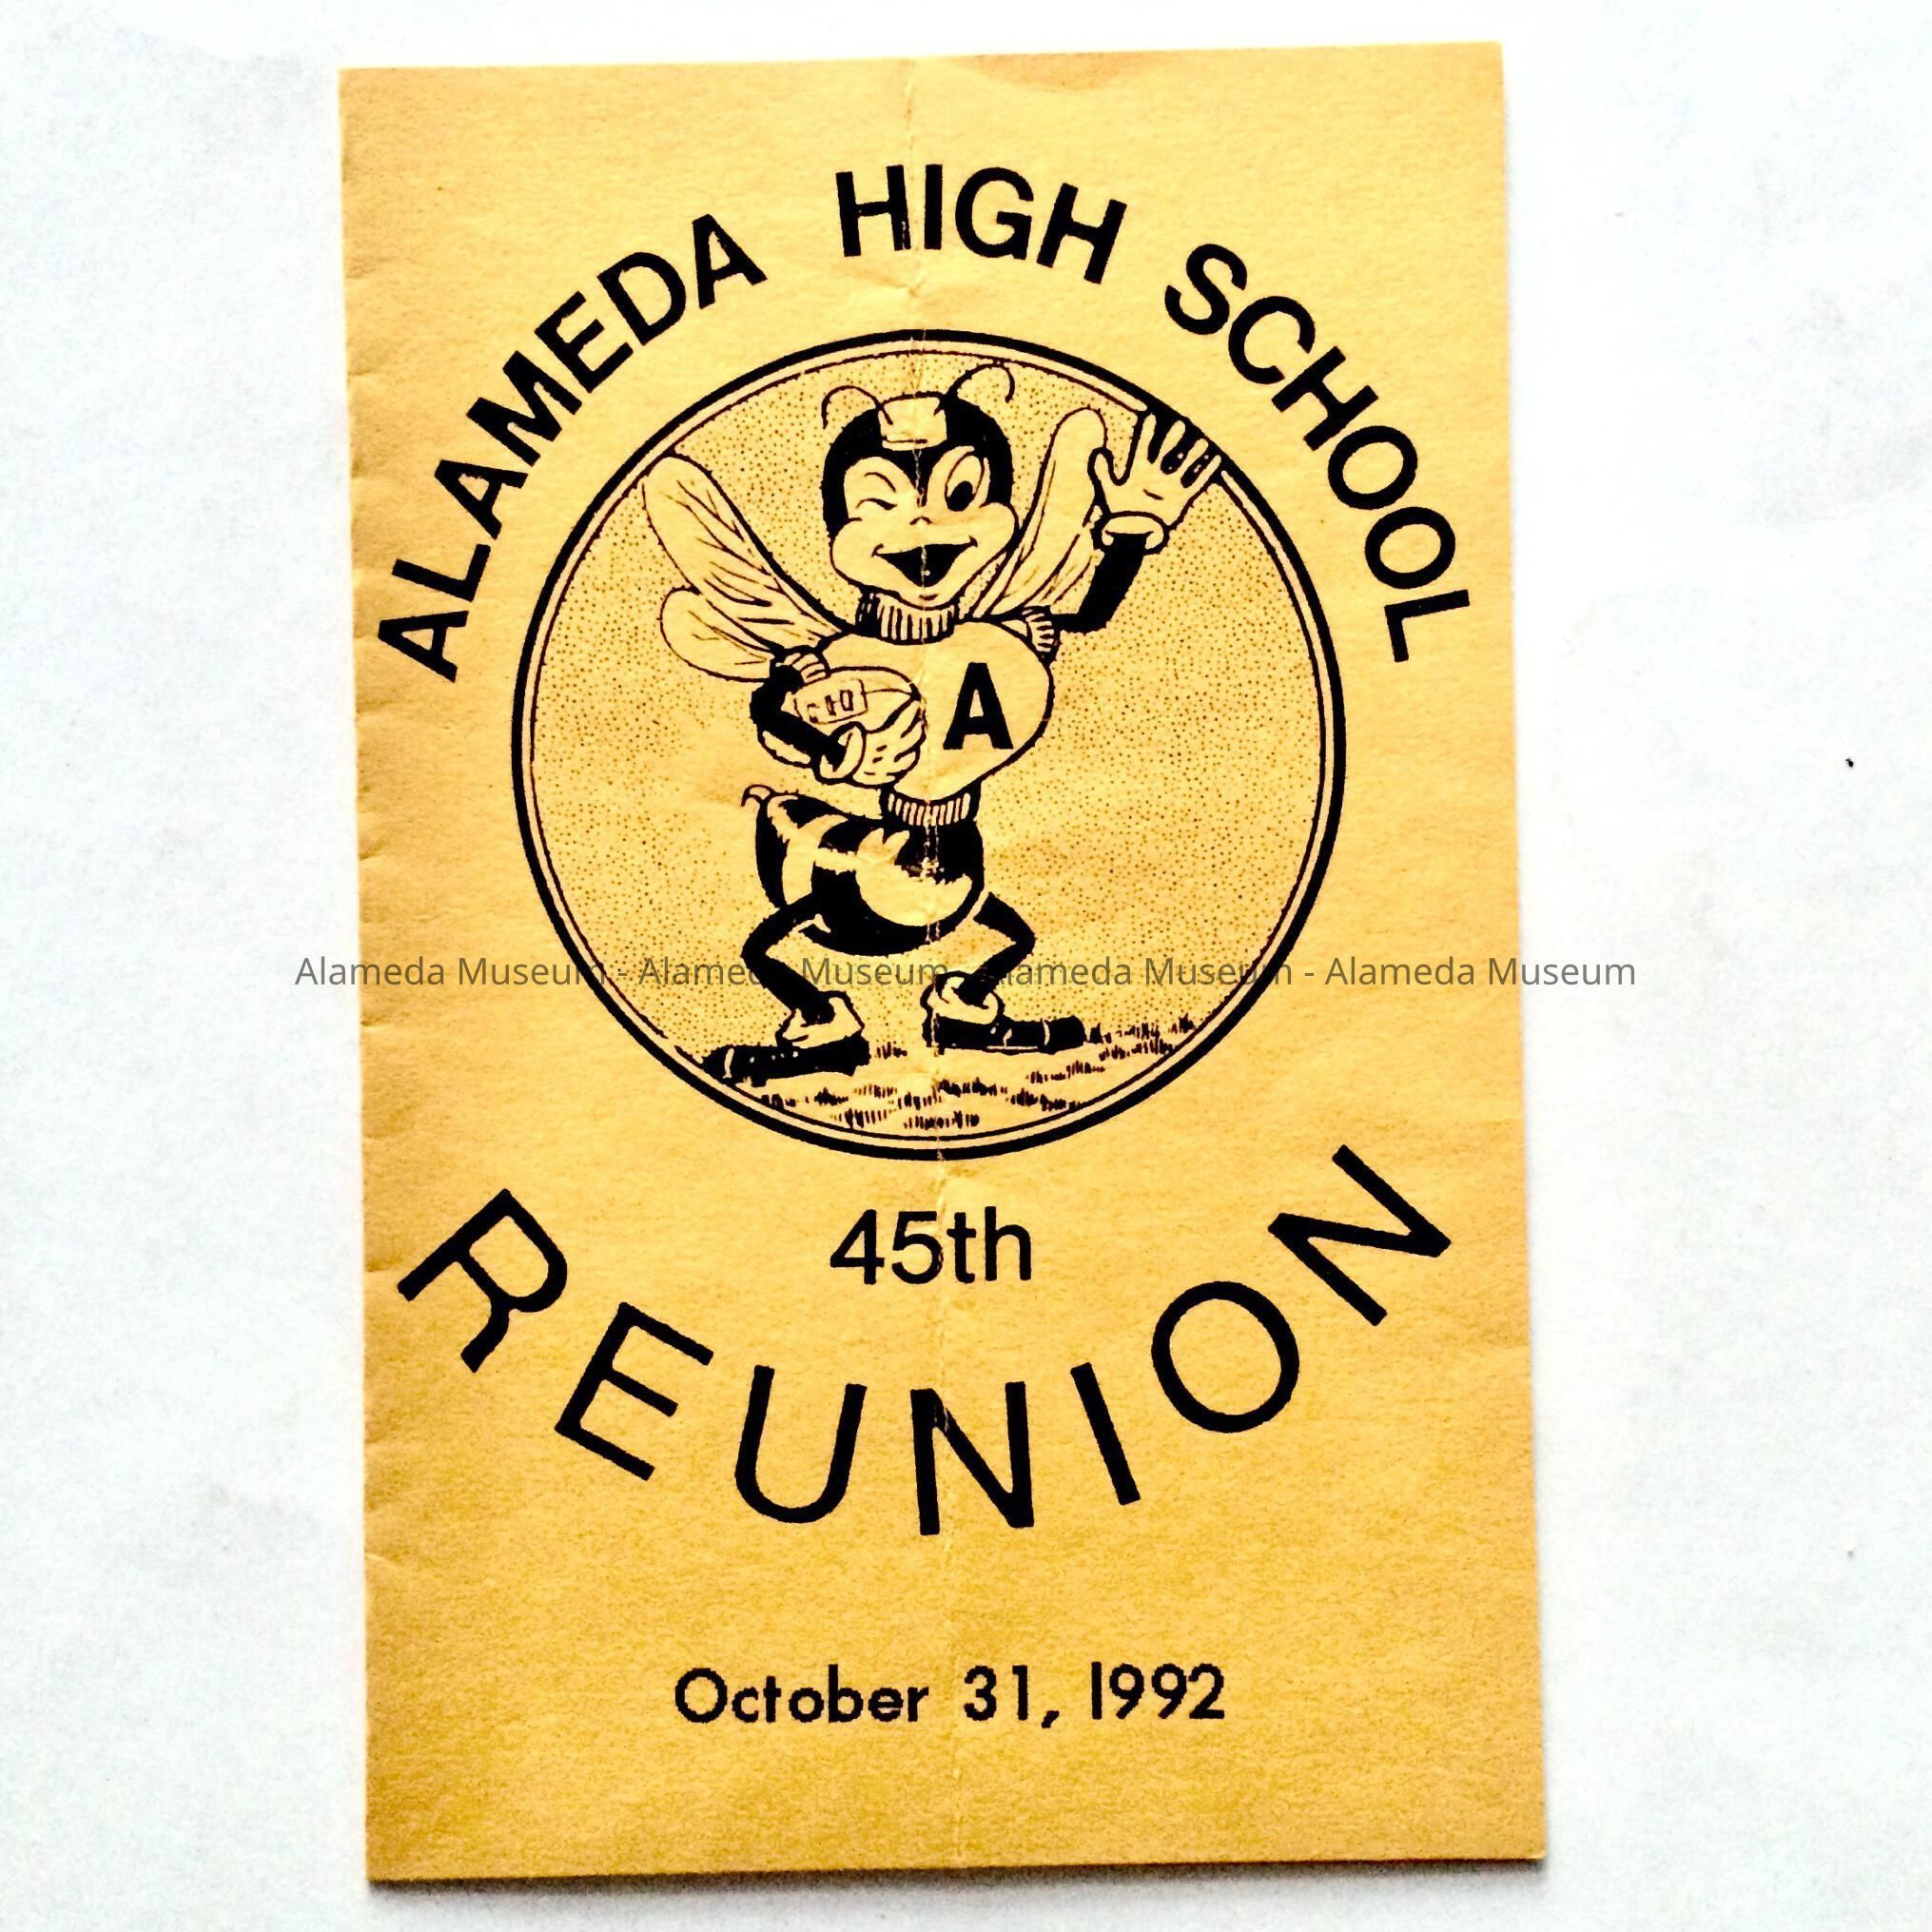 ALAMEDA HIGH SCHOOL
A
Alameda Museum - Alameda Museum - Alameda Museum - Alameda Museum
45th
REUNION
October 31, 1992